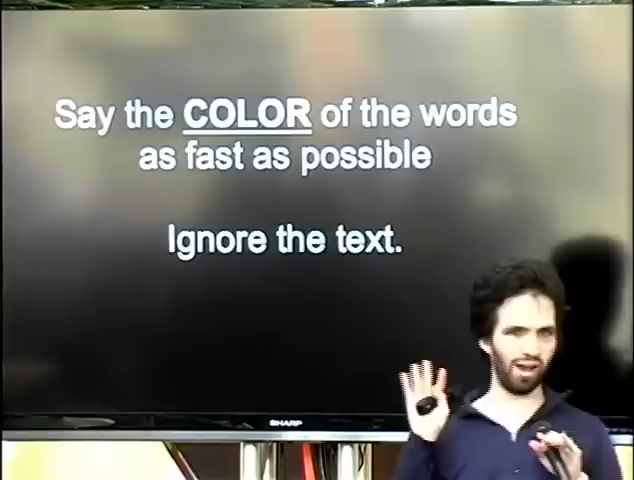 Say the COLOR of the words
as fast as possible
Ignore the text.
SHARP